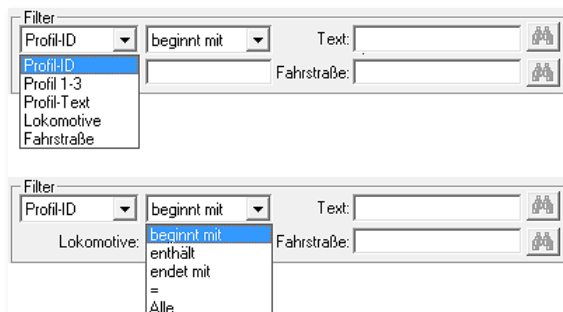 Filter
Profil-ID beginnt mit Text:
Profil-ID Fahrstraße:
Profil 1-3
Profil-Text
Lokomotive
Fahrstraße
Filter
Profil-ID beginnt mit Text:
Lokomotive: beginnt mit Fahrstraße:
enthält
endet mit
=
Alle